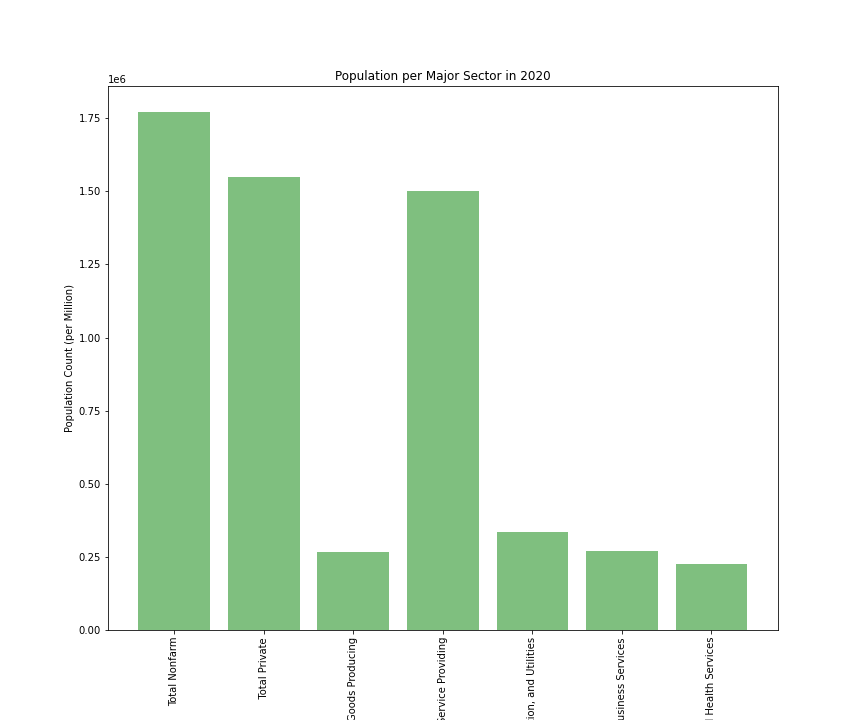 Population per Major Sector in 2020
1e6
1.75
1.50
1.25
1.00
0.75
0.50
0.25
0.00
Population Count (per Million)
Total Nonfarm
Total Private
Goods Producing
Service Providing
tion, and Utilities
usiness Services
Health Services